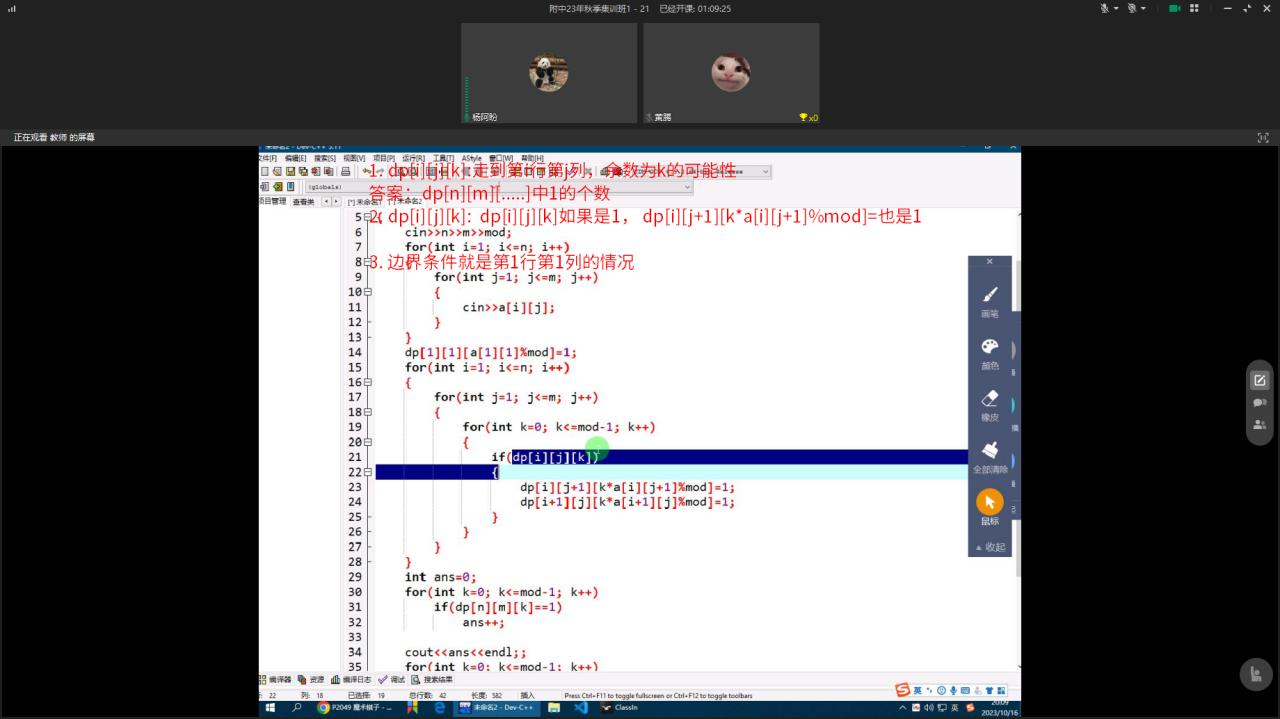 附中23年秋季集训班1 - 21 已经开课: 01:09:25
杨阿盼
黄腾
x0
正在观看 教师 的屏幕
未命名2 - Dev-C++ 5.11
文件[F] 编辑[E] 搜索[S] 视图[V] 项目[P] 运行[R] 工具[T] AStyle 窗口[W] 帮助[H]
1. dp[i][j][k] 走到第i行第j列，余数为k的可能性
(globals)
答案：dp[n][m][.....]中1的个数
项目管理 查看类 [*] 未命名1 [*] 未命名2
2. dp[i][j][k]：dp[i][j][k]如果是1， dp[i][j+1][k*a[i][j+1]%mod]=也是1
3. 边界条件就是第1行第1列的情况
5 {
6 cin>>n>>m>>mod;
7 for(int i=1; i<=n; i++)
8 {
9 for(int j=1; j<=m; j++)
10 {
11 cin>>a[i][j];
12 }
13 }
14 dp[1][1][a[1][1]%mod]=1;
15 for(int i=1; i<=n; i++)
16 {
17 for(int j=1; j<=m; j++)
18 {
19 for(int k=0; k<=mod-1; k++)
20 {
21 if(dp[i][j][k])
22 {
23 dp[i][j+1][k*a[i][j+1]%mod]=1;
24 dp[i+1][j][k*a[i+1][j]%mod]=1;
25 }
26 }
27 }
28 }
29 int ans=0;
30 for(int k=0; k<=mod-1; k++)
31 if(dp[n][m][k]==1)
32 ans++;
33
34 cout<<ans<<endl;;
35 for(int k=0; k<=mod-1; k++)
画笔
颜色
橡皮
全部清除
鼠标
收起
编译器 资源 编译日志 调试 搜索结果
22 列: 18 已选择: 19 总行数: 42 长度: 582 插入 Press Ctrl+F11 to toggle fullscreen or Ctrl+F12 to toggle toolbars
英
P2049 魔术棋子 - ... 未命名2 - Dev-C++ ClassIn
英
20:09
2023/10/16